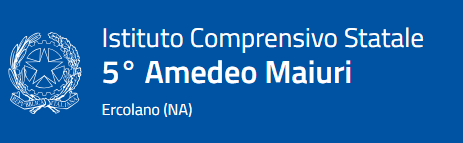 Istituto Comprensivo Statale
5° Amedeo Maiuri
Ercolano (NA)